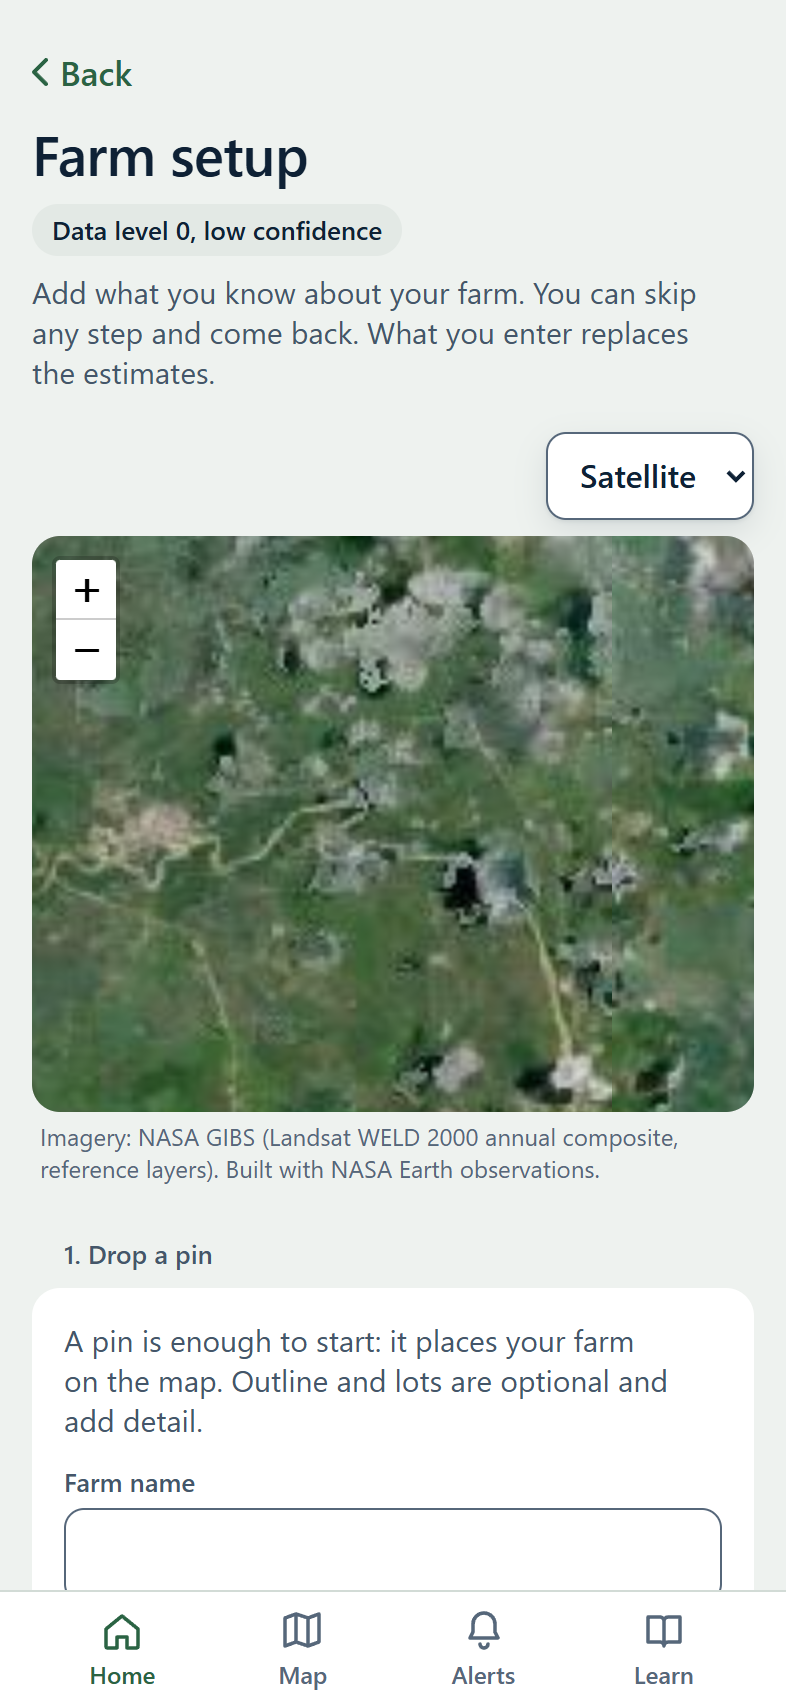 Back
Farm setup
Data level 0, low confidence
Add what you know about your farm. You can skip
any step and come back. What you enter replaces
the estimates.
Satellite
+
−
Imagery: NASA GIBS (Landsat WELD 2000 annual composite,
reference layers). Built with NASA Earth observations.
1. Drop a pin
A pin is enough to start: it places your farm
on the map. Outline and lots are optional and
add detail.
Farm name
Home
Map
Alerts
Learn